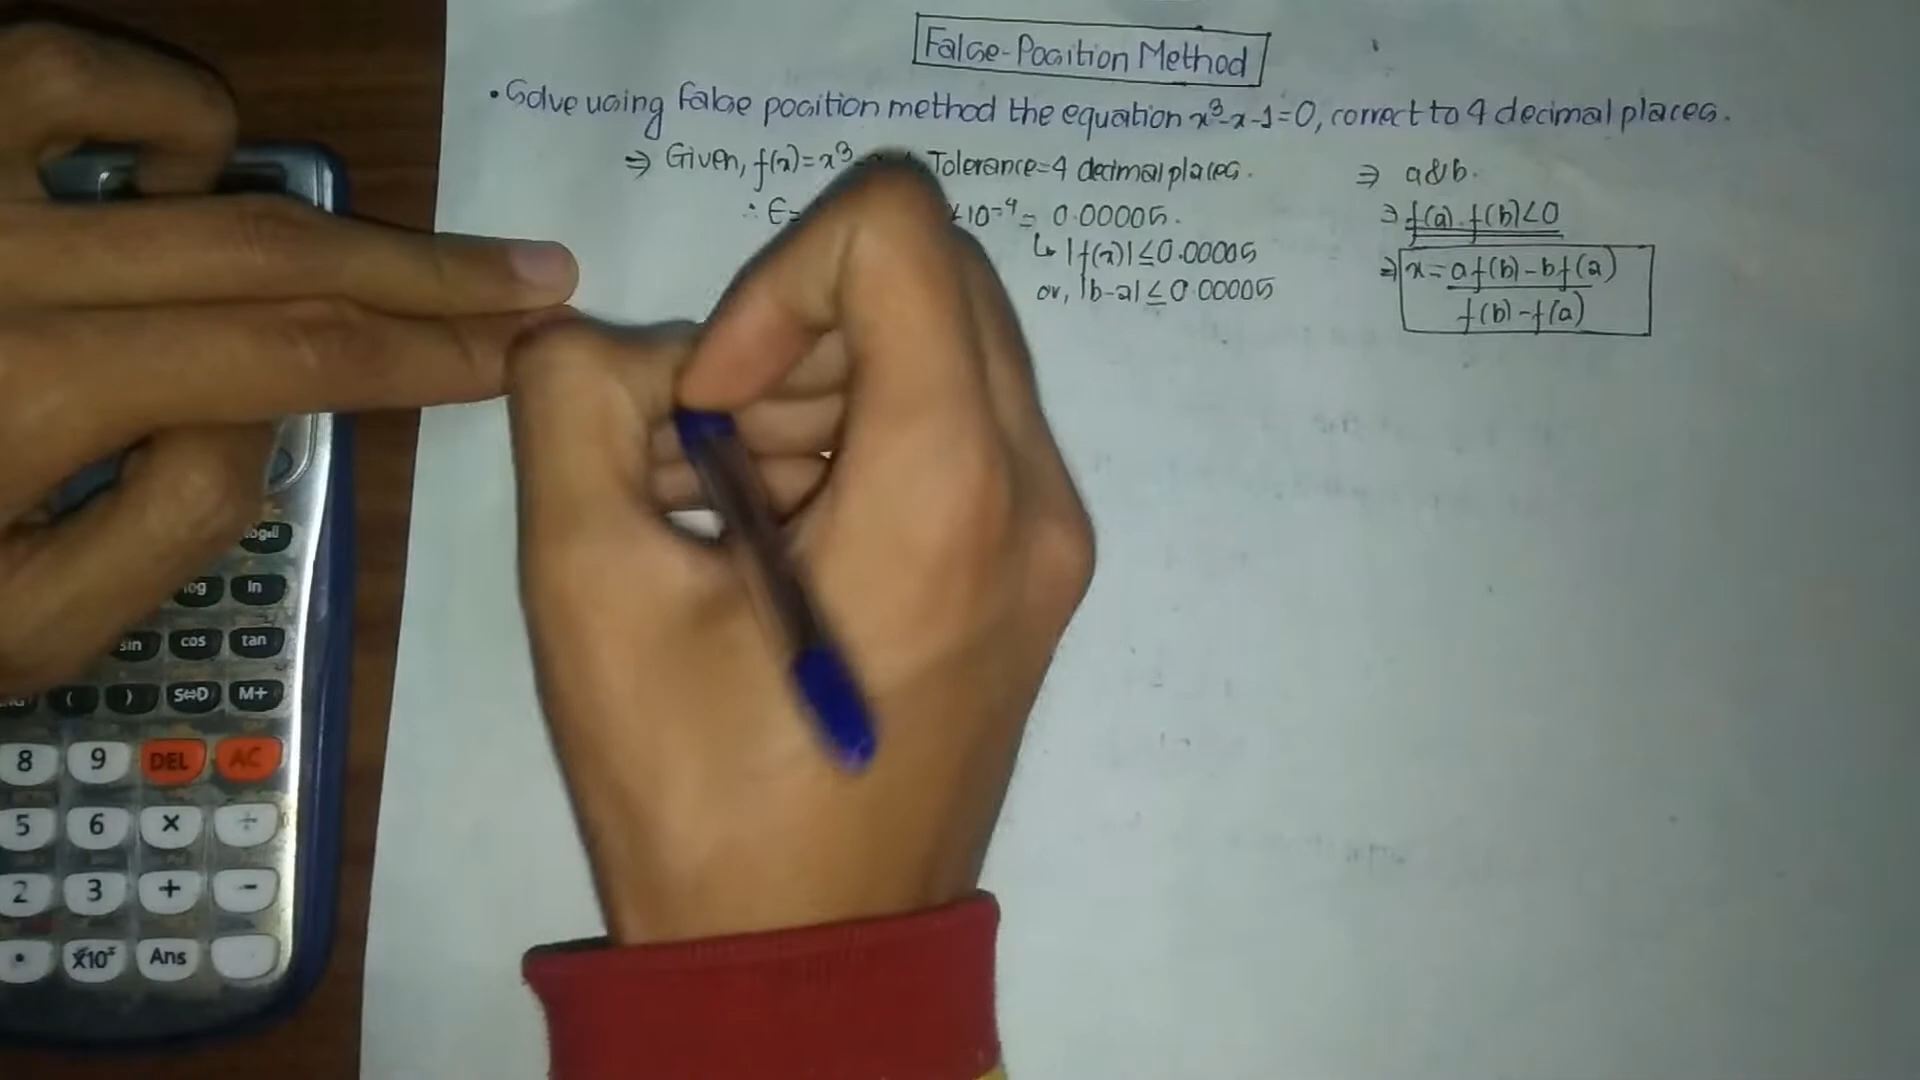 False-Position Method
• Solve using false position method the equation x³-x-1=0, correct to 4 decimal places.
⇒ Given, f(x)=x³ Tolerance=4 decimal places.
∴ E= ×10⁻⁴= 0.00005.
↳ |f(x)|≤0.00005
or, |b-a|≤0.00005
⇒ a&b.
⇒ f(a).f(b)<0
⇒ x=af(b)-bf(a)
f(b)-f(a)
log
ln
sin cos tan
( ) S⇔D M+
8 9 DEL AC
5 6 × ÷
2 3 + -
• ×10ˣ Ans